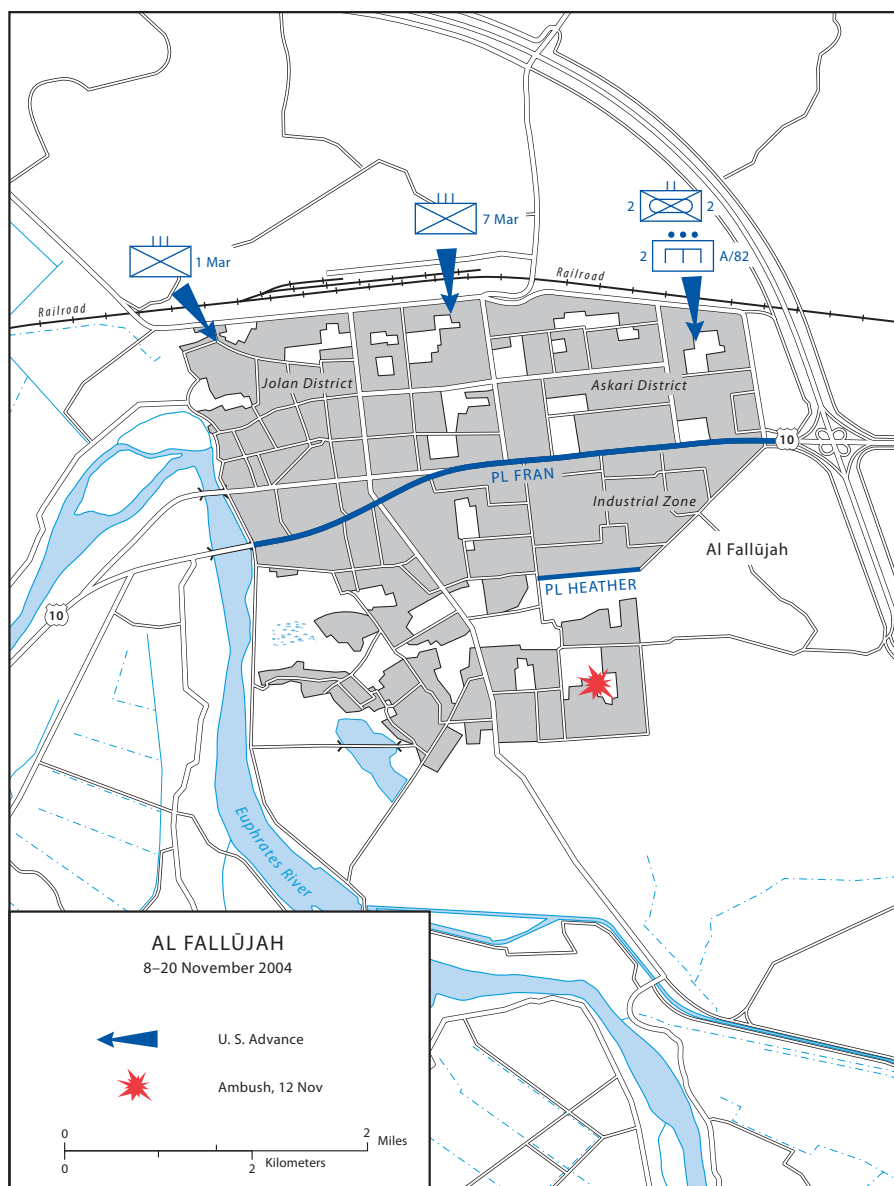 2 2
7 Mar
2 A/82
1 Mar
Railroad
Railroad
Jolan District
Askari District
10
PL FRAN
Industrial Zone
Al Fallūjah
PL HEATHER
10
Euphrates River
AL FALLŪJAH
8–20 November 2004
U. S. Advance
Ambush, 12 Nov
0 2
Miles
0 2
Kilometers